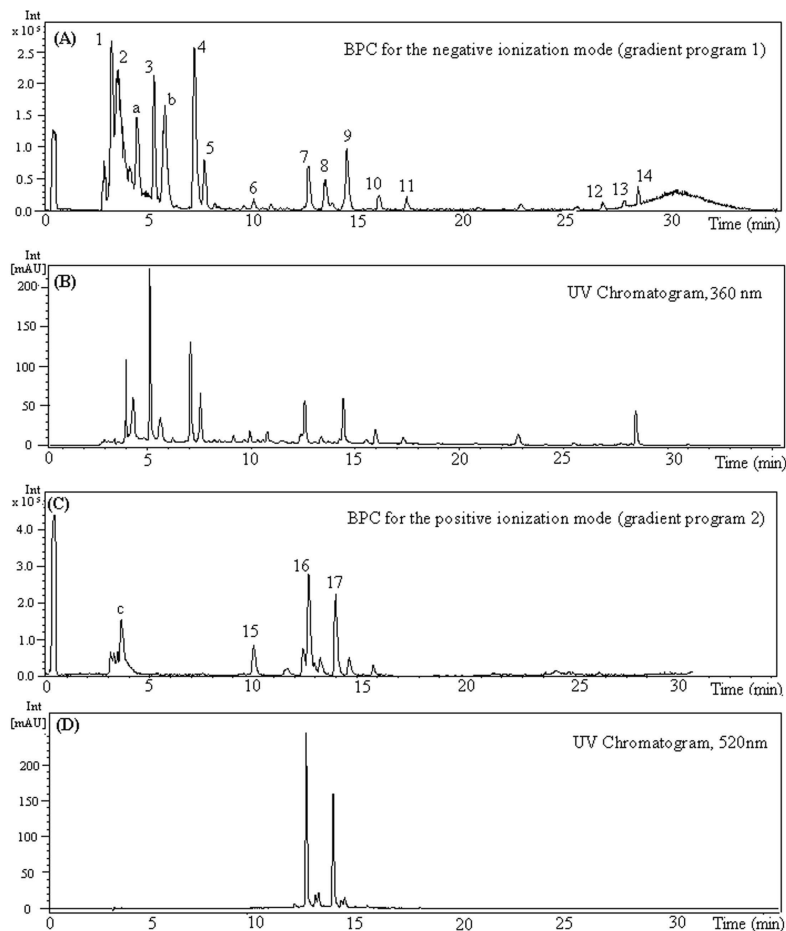 Int
x 10⁵
(A)
BPC for the negative ionization mode (gradient program 1)
1
2
3
4
a
b
5
6
7
8
9
10
11
12
13
14
2.5
2.0
1.5
1.0
0.5
0.0
0 5 10 15 20 25 30
Time (min)
Int
[mAU]
(B)
UV Chromatogram, 360 nm
200
150
100
50
0
0 5 10 15 20 25 30
Time (min)
Int
x 10⁵
(C)
BPC for the positive ionization mode (gradient program 2)
c
15
16
17
4.0
3.0
2.0
1.0
0.0
0 5 10 15 20 25 30
Time (min)
Int
[mAU]
(D)
UV Chromatogram, 520nm
200
150
100
50
0
0 5 10 15 20 25 30
Time (min)